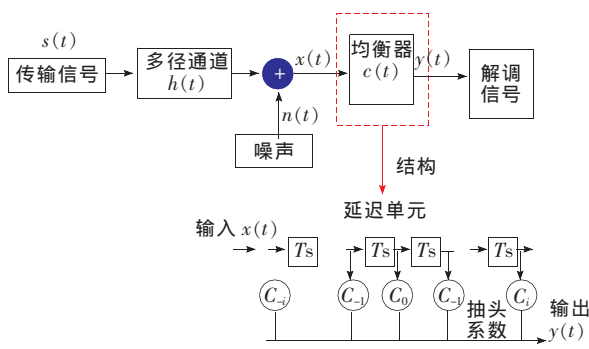 s(t)
传输信号
多径通道
h(t)
+
x(t)
均衡器
c(t)
y(t)
解调
信号
n(t)
噪声
结构
延迟单元
输入 x(t)
Ts
Ts
Ts
Ts
C-i
C-1
C0
C-1
Ci
抽头
系数
输出
y(t)